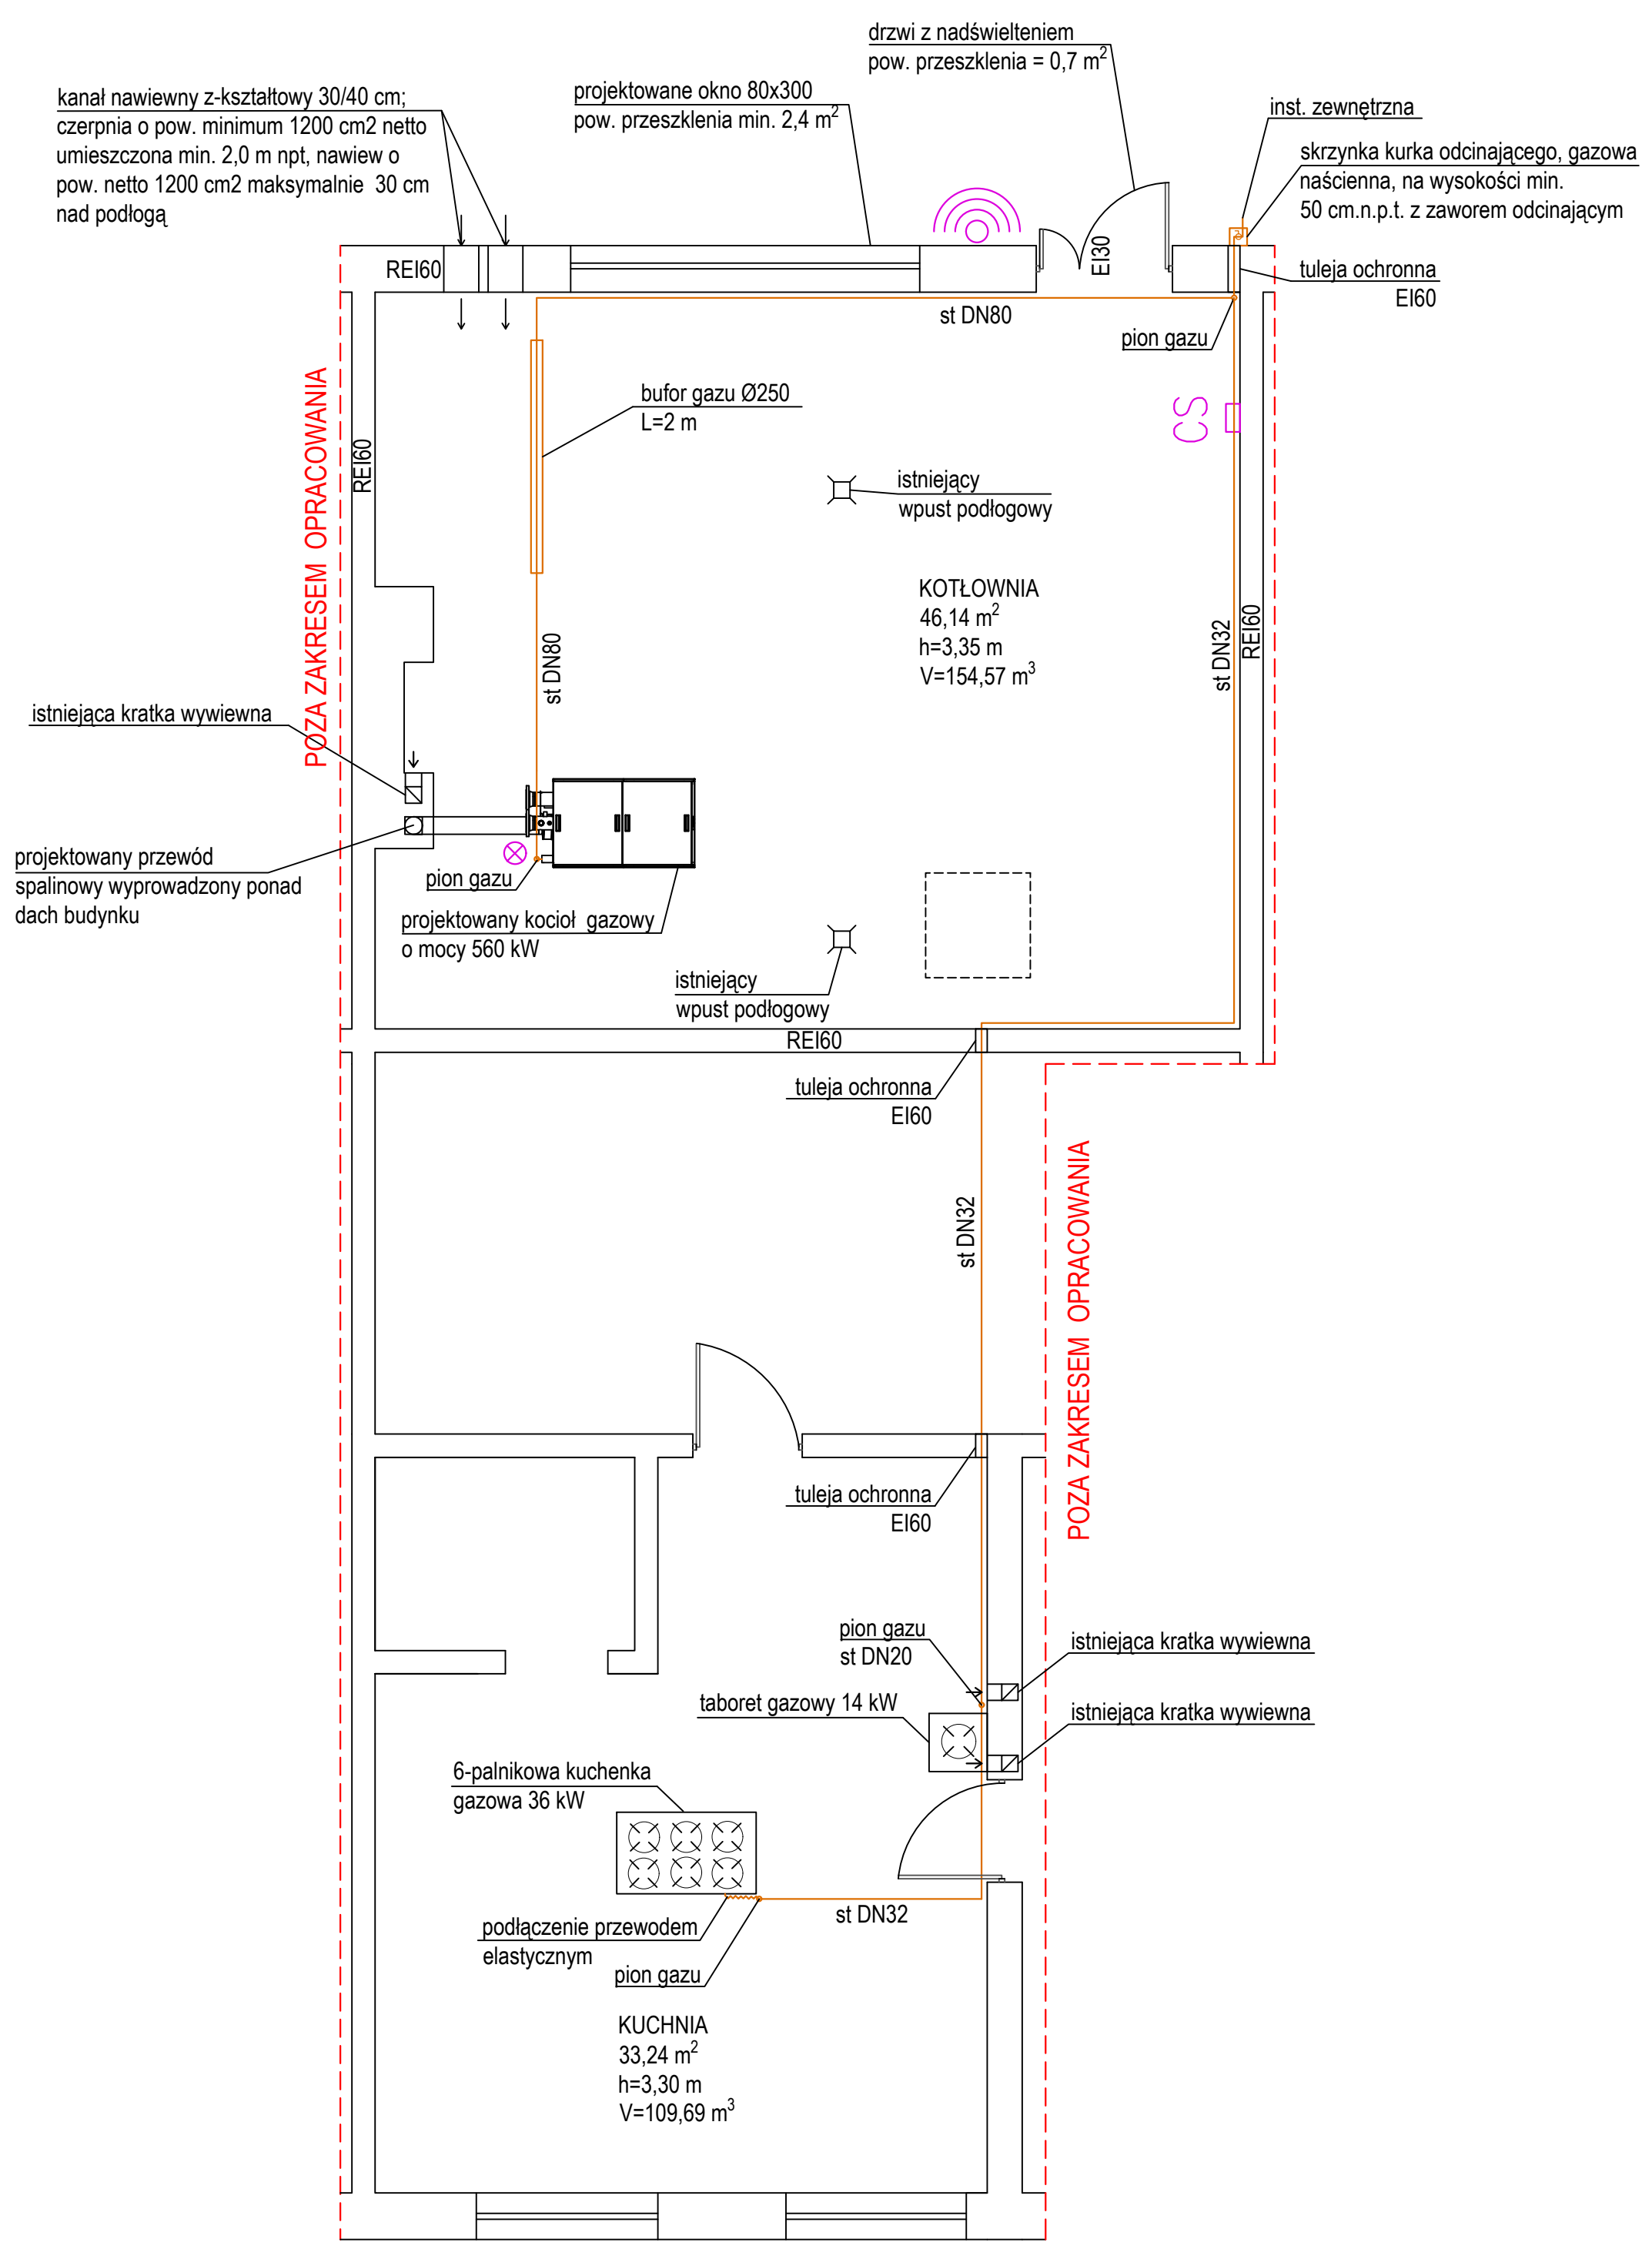 drzwi z nadświelteniem
pow. przeszklenia = 0,7 m²
kanał nawiewny z-kształtowy 30/40 cm;
czerpnia o pow. minimum 1200 cm2 netto
umieszczona min. 2,0 m npt, nawiew o
pow. netto 1200 cm2 maksymalnie 30 cm
nad podłogą
projektowane okno 80x300
pow. przeszklenia min. 2,4 m²
inst. zewnętrzna
skrzynka kurka odcinającego, gazowa
naścienna, na wysokości min.
50 cm.n.p.t. z zaworem odcinającym
REI60
EI30
tuleja ochronna
EI60
st DN80
pion gazu
POZA ZAKRESEM OPRACOWANIA
REI60
bufor gazu Ø250
L=2 m
CS
istniejący
wpust podłogowy
KOTŁOWNIA
46,14 m²
h=3,35 m
V=154,57 m³
st DN80
st DN32
REI60
istniejąca kratka wywiewna
projektowany przewód
spalinowy wyprowadzony ponad
dach budynku
pion gazu
projektowany kocioł gazowy
o mocy 560 kW
istniejący
wpust podłogowy
REI60
tuleja ochronna
EI60
st DN32
POZA ZAKRESEM OPRACOWANIA
tuleja ochronna
EI60
pion gazu
st DN20
istniejąca kratka wywiewna
taboret gazowy 14 kW
istniejąca kratka wywiewna
6-palnikowa kuchenka
gazowa 36 kW
st DN32
podłączenie przewodem
elastycznym
pion gazu
KUCHNIA
33,24 m²
h=3,30 m
V=109,69 m³